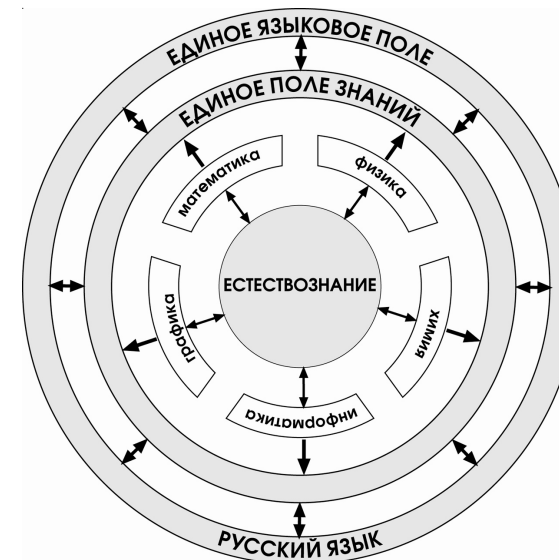 ЕДИНОЕ ЯЗЫКОВОЕ ПОЛЕ
ЕДИНОЕ ПОЛЕ ЗНАНИЙ
математика
физика
ЕСТЕСТВОЗНАНИЕ
графика
химия
информатика
РУССКИЙ ЯЗЫК